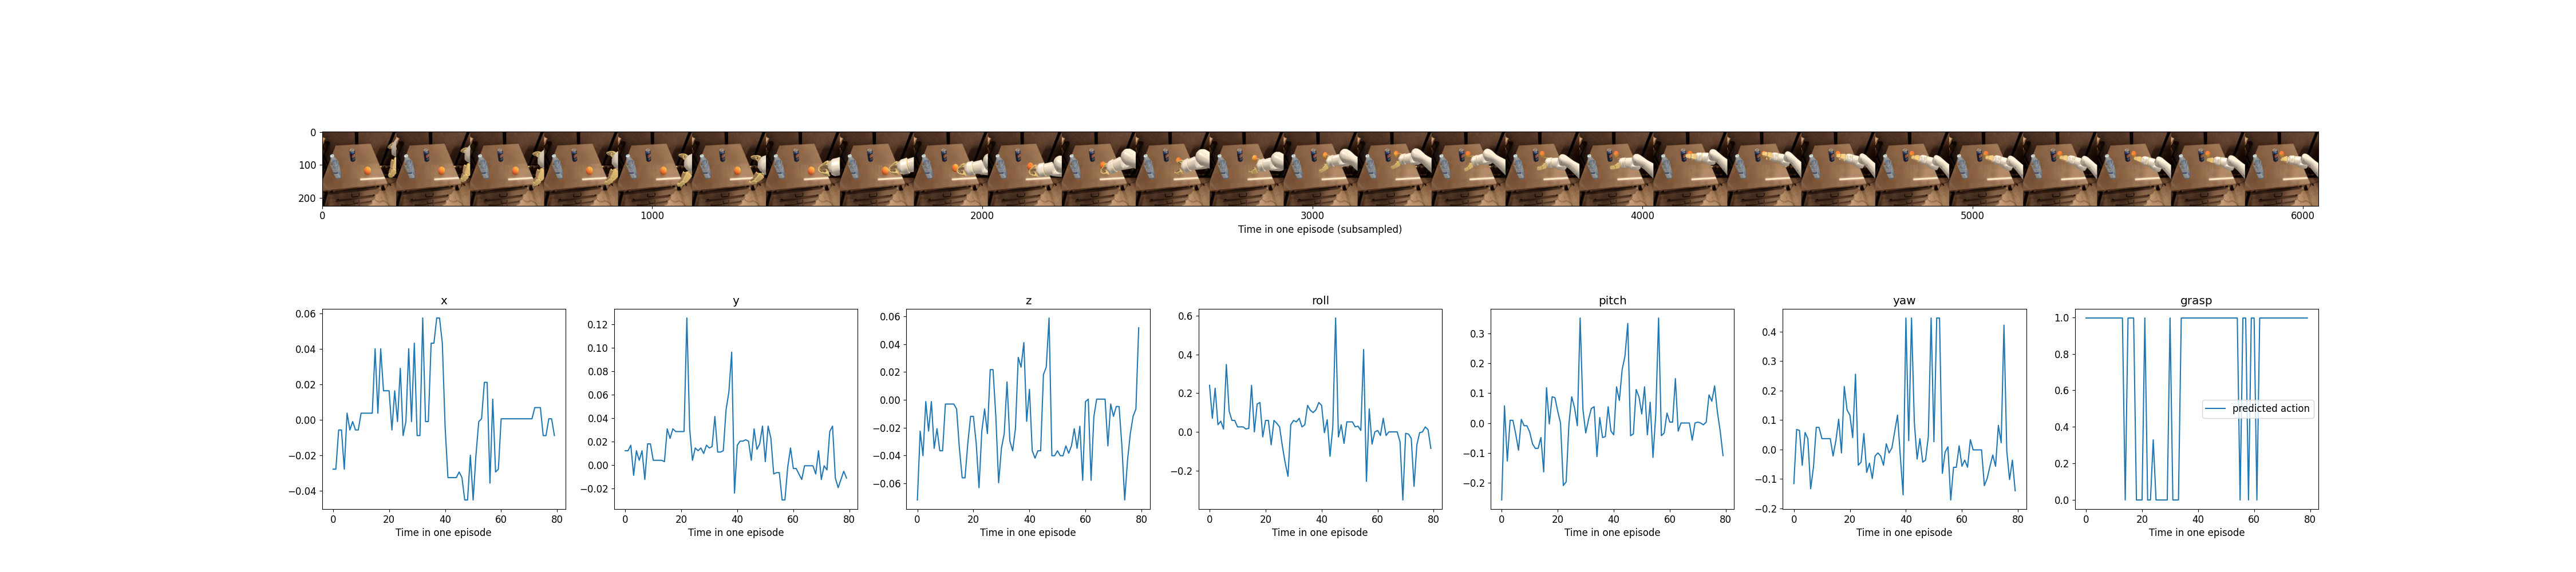 0
100
200
0 1000 2000 3000 4000 5000 6000
Time in one episode (subsampled)
x y z roll pitch yaw grasp
0.06
0.04
0.02
0.00
−0.02
−0.04
0 20 40 60 80
Time in one episode
0.12
0.10
0.08
0.06
0.04
0.02
0.00
−0.02
0 20 40 60 80
Time in one episode
0.06
0.04
0.02
0.00
−0.02
−0.04
−0.06
0 20 40 60 80
Time in one episode
0.6
0.4
0.2
0.0
−0.2
0 20 40 60 80
Time in one episode
0.3
0.2
0.1
0.0
−0.1
−0.2
0 20 40 60 80
Time in one episode
0.4
0.3
0.2
0.1
0.0
−0.1
−0.2
0 20 40 60 80
Time in one episode
1.0
0.8
0.6
0.4
0.2
0.0
predicted action
0 20 40 60 80
Time in one episode